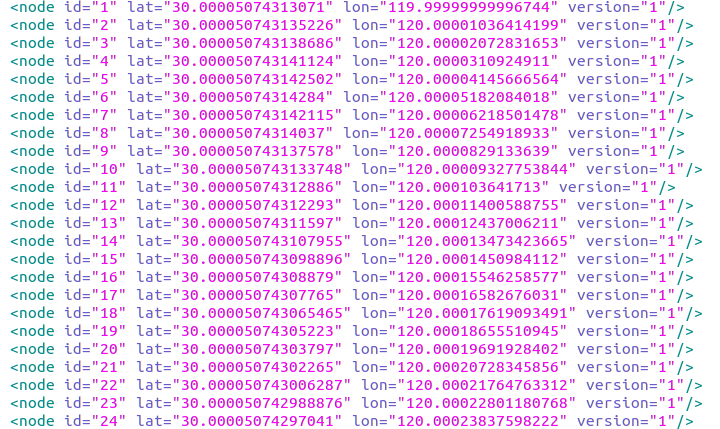 <node id="1" lat="30.00005074313071" lon="119.99999999996744" version="1"/>
<node id="2" lat="30.000050743135226" lon="120.00001036414199" version="1"/>
<node id="3" lat="30.000050743138686" lon="120.00002072831653" version="1"/>
<node id="4" lat="30.000050743141124" lon="120.0000310924911" version="1"/>
<node id="5" lat="30.000050743142502" lon="120.00004145666564" version="1"/>
<node id="6" lat="30.00005074314284" lon="120.00005182084018" version="1"/>
<node id="7" lat="30.000050743142115" lon="120.00006218501478" version="1"/>
<node id="8" lat="30.00005074314037" lon="120.00007254918933" version="1"/>
<node id="9" lat="30.000050743137578" lon="120.0000829133639" version="1"/>
<node id="10" lat="30.000050743133748" lon="120.00009327753844" version="1"/>
<node id="11" lat="30.00005074312886" lon="120.000103641713" version="1"/>
<node id="12" lat="30.00005074312293" lon="120.00011400588755" version="1"/>
<node id="13" lat="30.00005074311597" lon="120.00012437006211" version="1"/>
<node id="14" lat="30.000050743107955" lon="120.00013473423665" version="1"/>
<node id="15" lat="30.000050743098896" lon="120.0001450984112" version="1"/>
<node id="16" lat="30.00005074308879" lon="120.00015546258577" version="1"/>
<node id="17" lat="30.00005074307765" lon="120.00016582676031" version="1"/>
<node id="18" lat="30.000050743065465" lon="120.00017619093491" version="1"/>
<node id="19" lat="30.00005074305223" lon="120.00018655510945" version="1"/>
<node id="20" lat="30.00005074303797" lon="120.00019691928402" version="1"/>
<node id="21" lat="30.00005074302265" lon="120.00020728345856" version="1"/>
<node id="22" lat="30.000050743006287" lon="120.00021764763312" version="1"/>
<node id="23" lat="30.000050742988876" lon="120.00022801180768" version="1"/>
<node id="24" lat="30.00005074297041" lon="120.00023837598222" version="1"/>